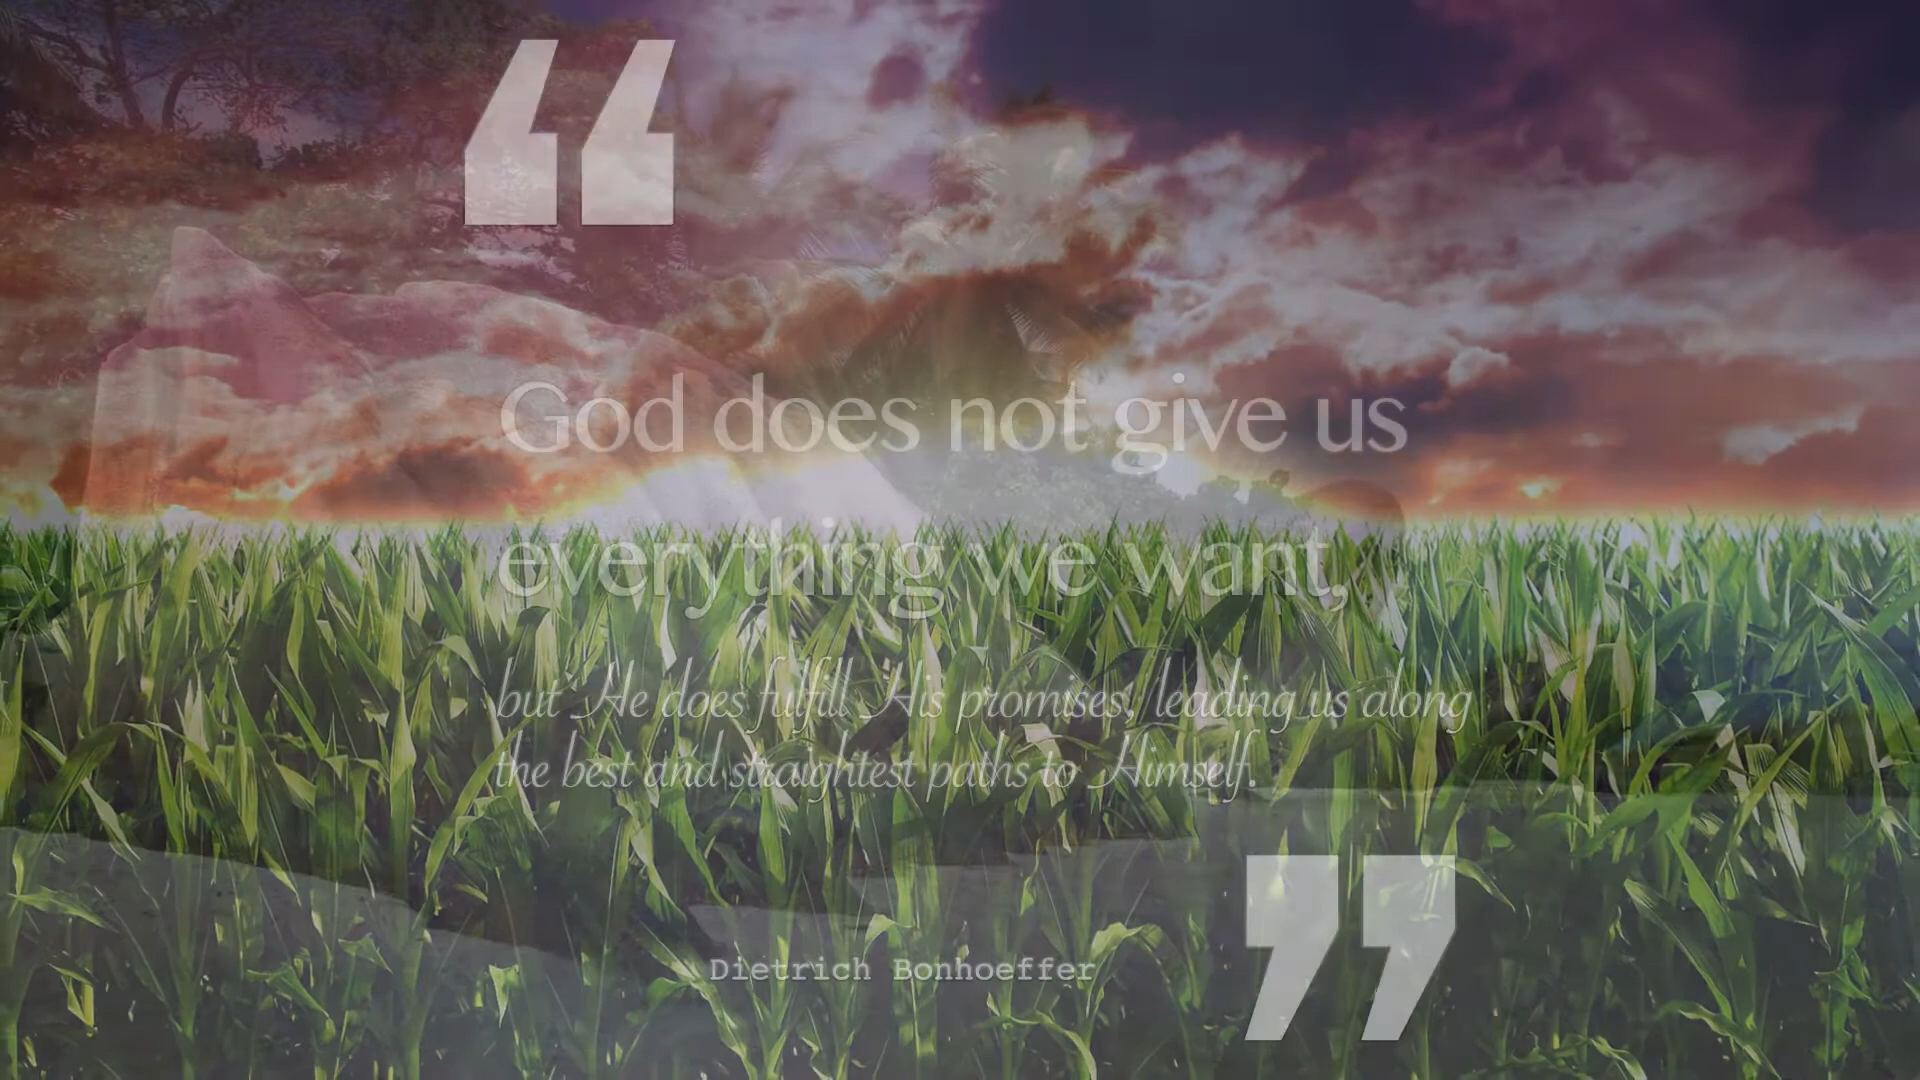 “
God does not give us
everything we want,
but He does fulfill His promises, leading us along
the best and straightest paths to Himself.
”
Dietrich Bonhoeffer